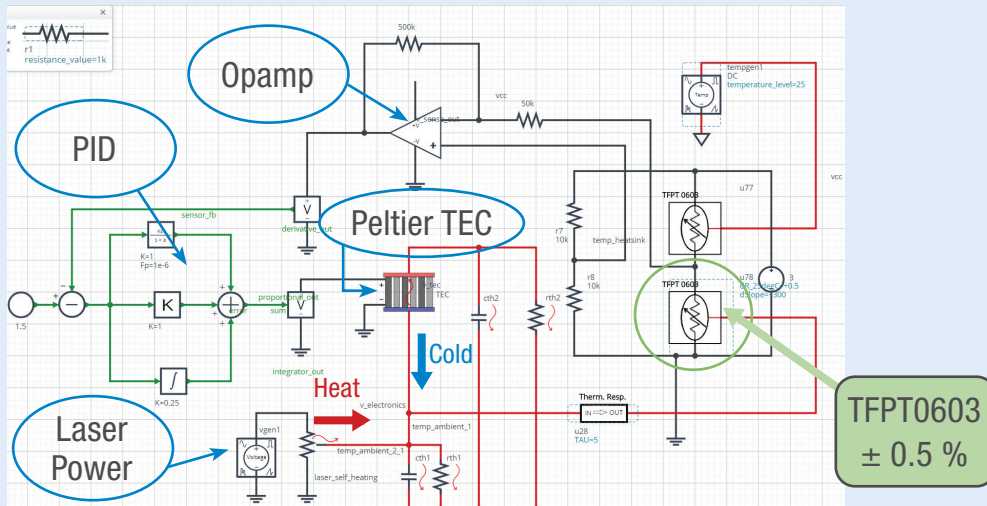 r1
resistance_value=1k
500k
Opamp
vcc
50k
tempgen1
DC
temperature_level=25
Temp
PID
vcc
TFPT 0603
u77
V
sensor_fb
derivative_out
Peltier TEC
r7
10k
temp_heatsink
K=1
Fp=1e-6
r8
10k
u78
3
TFPT 0603
v_tec
TEC
K
proportional_out
error
sum
V
cth2
rth2
1.5
K=1
Cold
integrator_out
K=0.25
Heat
v_electronics
Therm. Resp.
IN OUT
u28
TAU=5
TFPT0603
± 0.5 %
Laser
Power
vgen1
Voltage
temp_ambient_1
temp_ambient_2_1
laser_self_heating
cth1
rth1